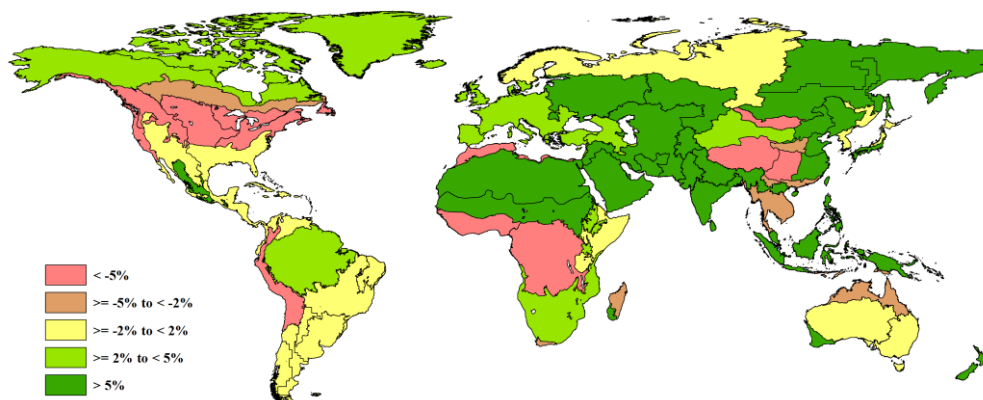 < -5%
>= -5% to < -2%
>= -2% to < 2%
>= 2% to < 5%
> 5%